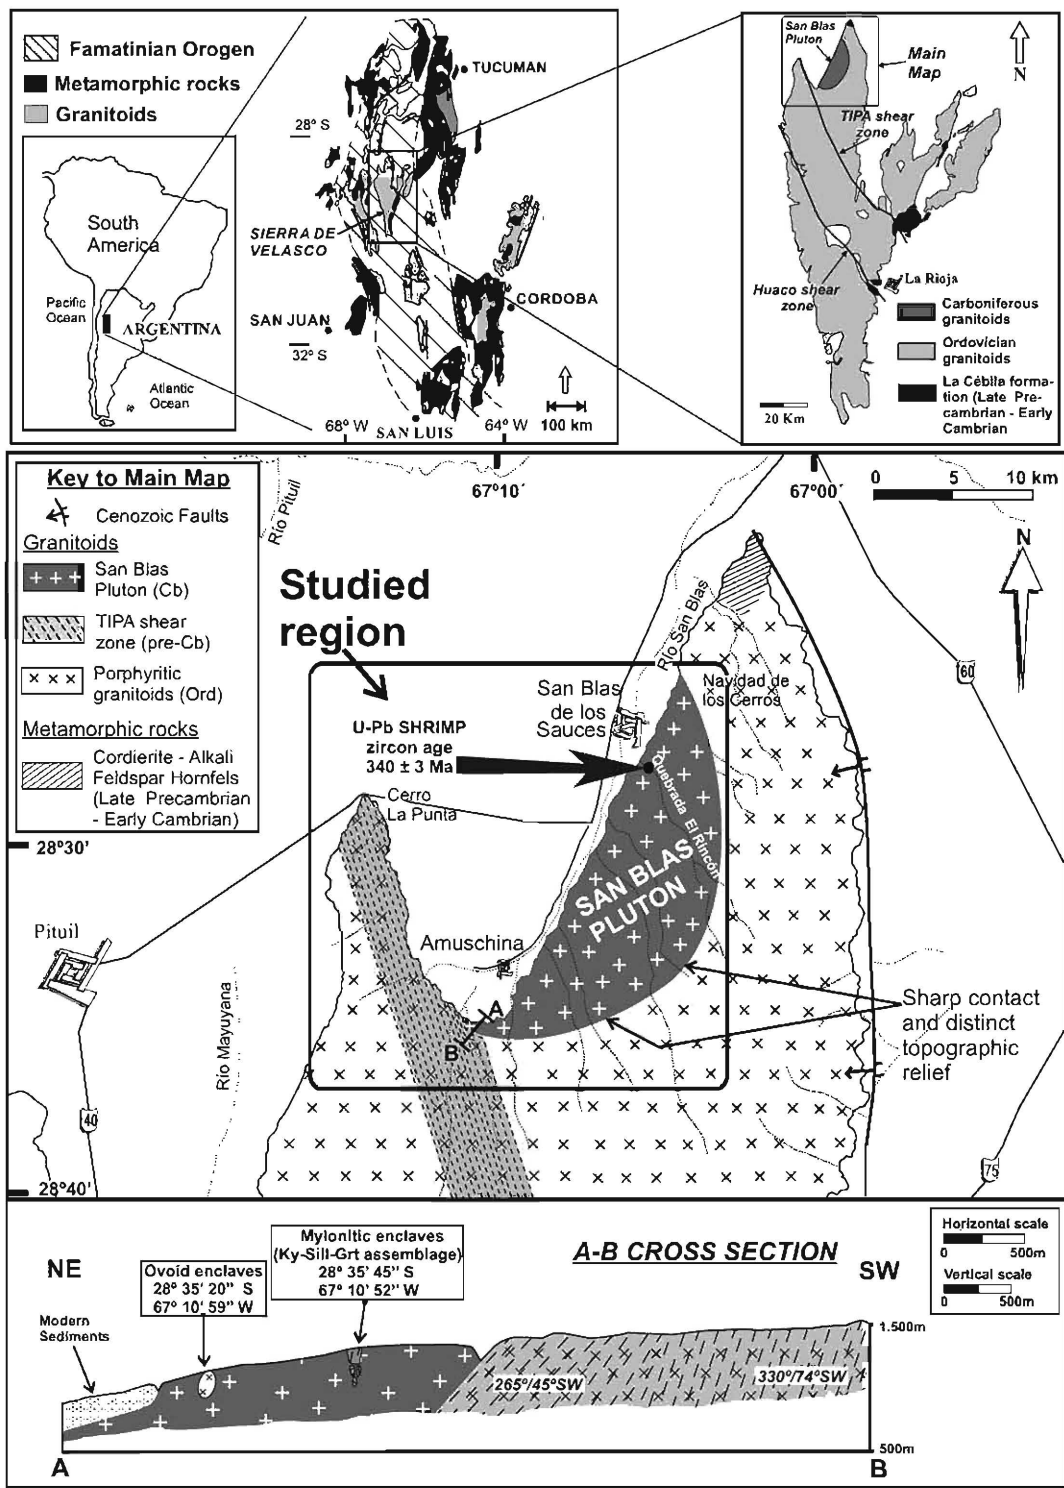 Famatinian Orogen
Metamorphic rocks
Granitoids
South
America
Pacific
Ocean
ARGENTINA
Atlantic
Ocean
TUCUMAN
28° S
SIERRA DE
VELASCO
CORDOBA
SAN JUAN
32° S
68° W
SAN LUIS
64° W
100 km
San Blas
Pluton
Main
Map
N
TIPA shear
zone
Huaco shear
zone
La Rioja
Carboniferous
granitoids
Ordovician
granitoids
La Cébila forma-
tion (Late Pre-
cambrian - Early
Cambrian
20 Km
Key to Main Map
Cenozoic Faults
Granitoids
San Blas
Pluton (Cb)
TIPA shear
zone (pre-Cb)
Porphyritic
granitoids (Ord)
Metamorphic rocks
Cordierite - Alkali
Feldspar Hornfels
(Late Precambrian
- Early Cambrian)
67°10´
67°00´
0 5 10 km
N
Río Pituil
Studied
region
Río San Blas
San Blas
de los
Sauces
Navidad de
los Cerros
60
U-Pb SHRIMP
zircon age
340 ± 3 Ma
Cerro
La Punta
Quebrada El Rincón
SAN BLAS
PLUTON
28°30'
Pituil
Amuschina
A
B
Río Mayuyana
Sharp contact
and distinct
topographic
relief
40
75
28°40'
A-B CROSS SECTION
NE
SW
Ovoid enclaves
28° 35' 20" S
67° 10' 59" W
Mylonitic enclaves
(Ky-Sill-Grt assemblage)
28° 35' 45" S
67° 10' 52" W
Horizontal scale
0 500m
Vertical scale
0 500m
Modern
Sediments
1.500m
265°/45°SW
330°/74°SW
500m
A
B